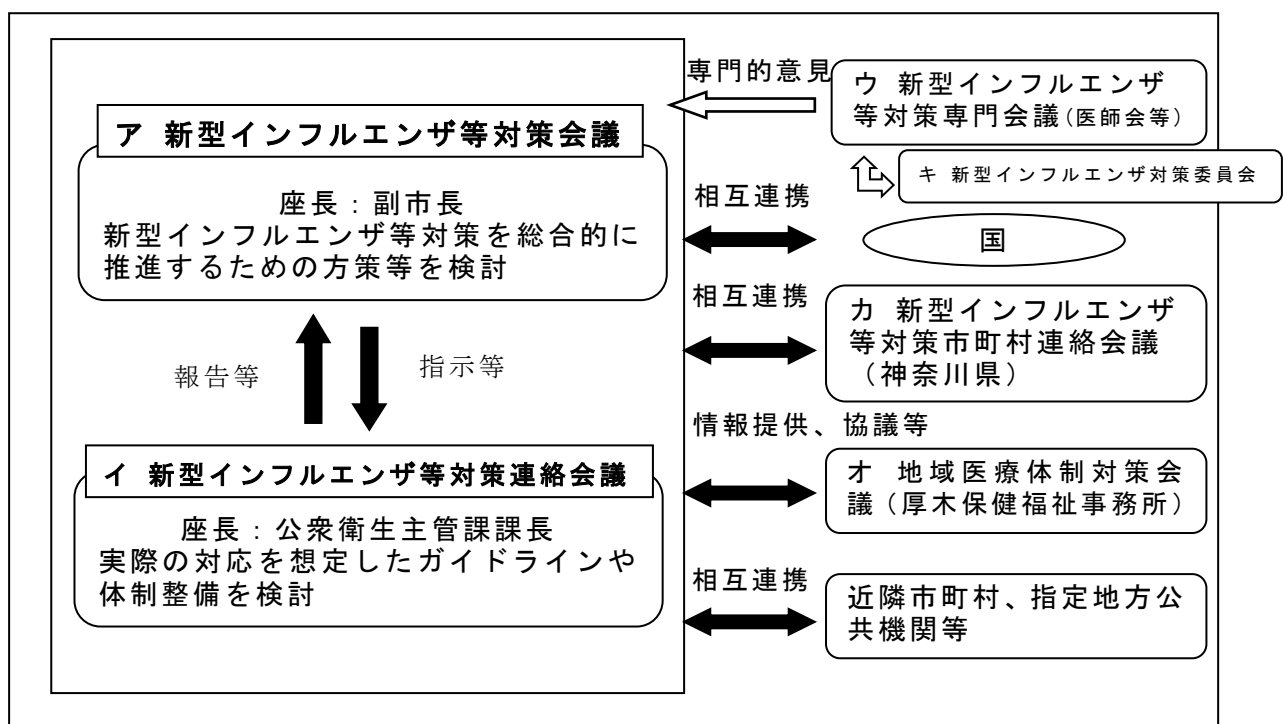 ア 新型インフルエンザ等対策会議
座長：副市長
新型インフルエンザ等対策を総合的に
推進するための方策等を検討
報告等
指示等
イ 新型インフルエンザ等対策連絡会議
座長：公衆衛生主管課課長
実際の対応を想定したガイドラインや
体制整備を検討
専門的意見
ウ 新型インフルエンザ
等対策専門会議(医師会等)
キ 新型インフルエンザ対策委員会
相互連携
国
相互連携
カ 新型インフルエンザ
等対策市町村連絡会議
（神奈川県）
情報提供、協議等
オ 地域医療体制対策会
議（厚木保健福祉事務所）
相互連携
近隣市町村、指定地方公
共機関等